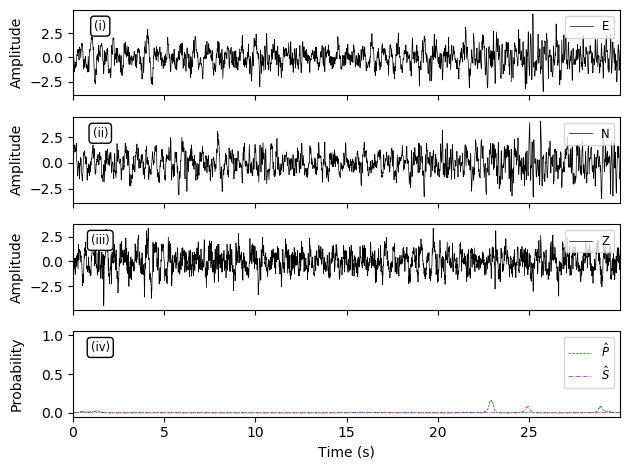 Amplitude
2.5
0.0
−2.5
(i)
E
Amplitude
2.5
0.0
−2.5
(ii)
N
Amplitude
2.5
0.0
−2.5
(iii)
Z
Probability
1.0
0.5
0.0
(iv)
P̂
Ŝ
0 5 10 15 20 25
Time (s)